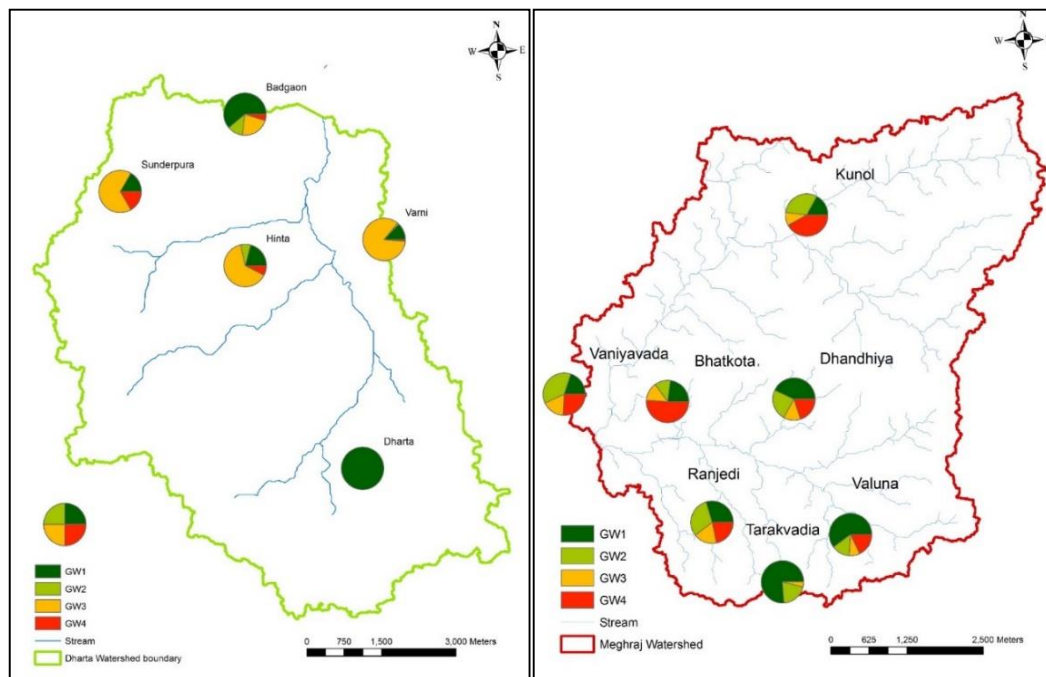 N
W E
S
Badgaon
Sunderpura
Varni
Hinta
Dharta
GW1
GW2
GW3
GW4
Stream
Dharta Watershed boundary
0 750 1,500 3,000 Meters
N
W E
S
Kunol
Vaniyavada
Bhatkota
Dhandhiya
Ranjedi
Valuna
Tarakvadia
GW1
GW2
GW3
GW4
Stream
Meghraj Watershed
0 625 1,250 2,500 Meters